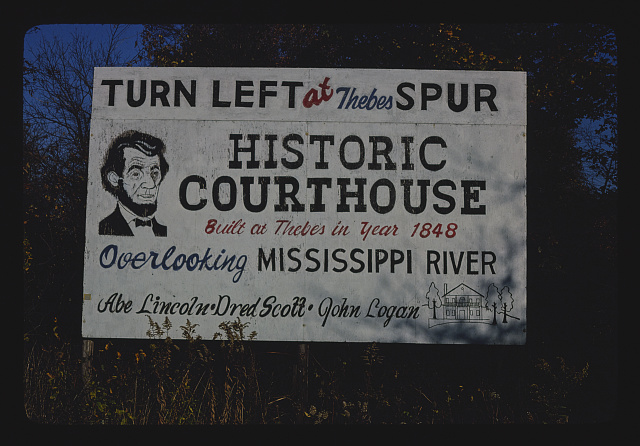 TURN LEFT at Thebes SPUR
HISTORIC
COURTHOUSE
Built at Thebes in Year 1848
Overlooking MISSISSIPPI RIVER
Abe Lincoln • Dred Scott • John Logan